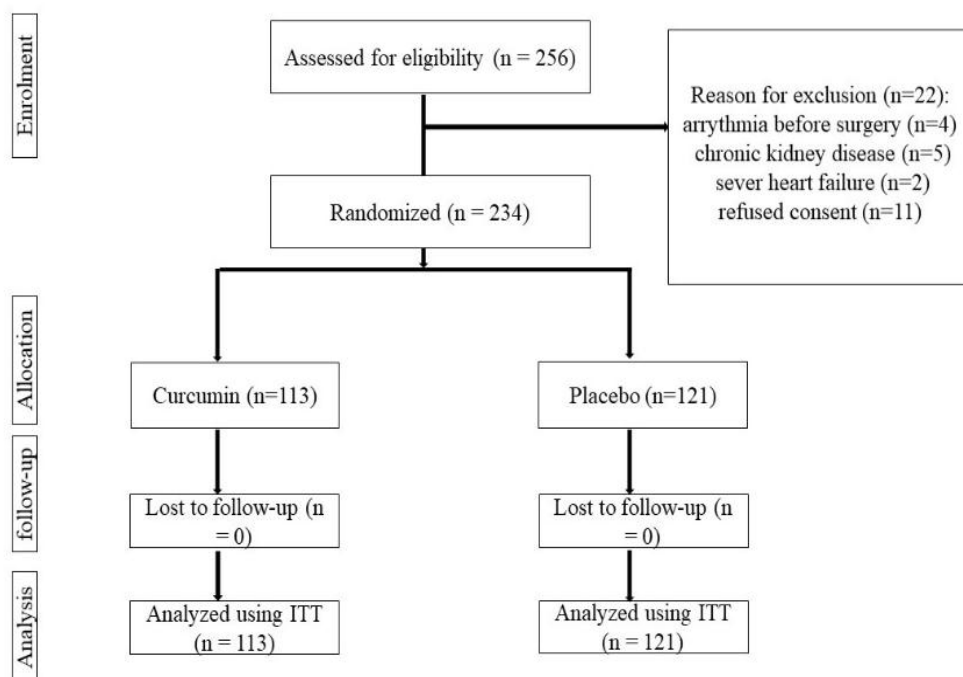 Enrolment
Assessed for eligibility (n = 256)
Reason for exclusion (n=22):
arrythmia before surgery (n=4)
chronic kidney disease (n=5)
sever heart failure (n=2)
refused consent (n=11)
Randomized (n = 234)
Allocation
Curcumin (n=113)
Placebo (n=121)
follow-up
Lost to follow-up (n
= 0)
Lost to follow-up (n
= 0)
Analysis
Analyzed using ITT
(n = 113)
Analyzed using ITT
(n = 121)